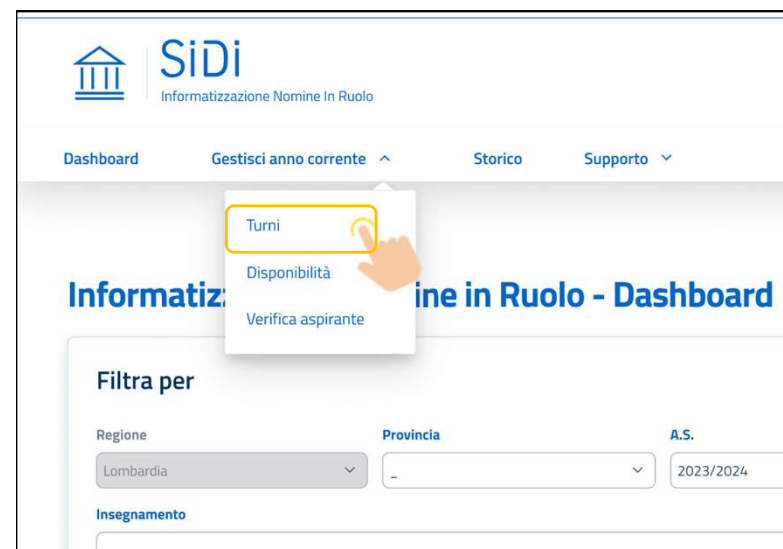 SiDi
Informatizzazione Nomine In Ruolo
Dashboard Gestisci anno corrente Storico Supporto
Turni
Disponibilità
Verifica aspirante
Informatiz ine in Ruolo - Dashboard
Filtra per
Regione Provincia A.S.
Lombardia _ 2023/2024
Insegnamento